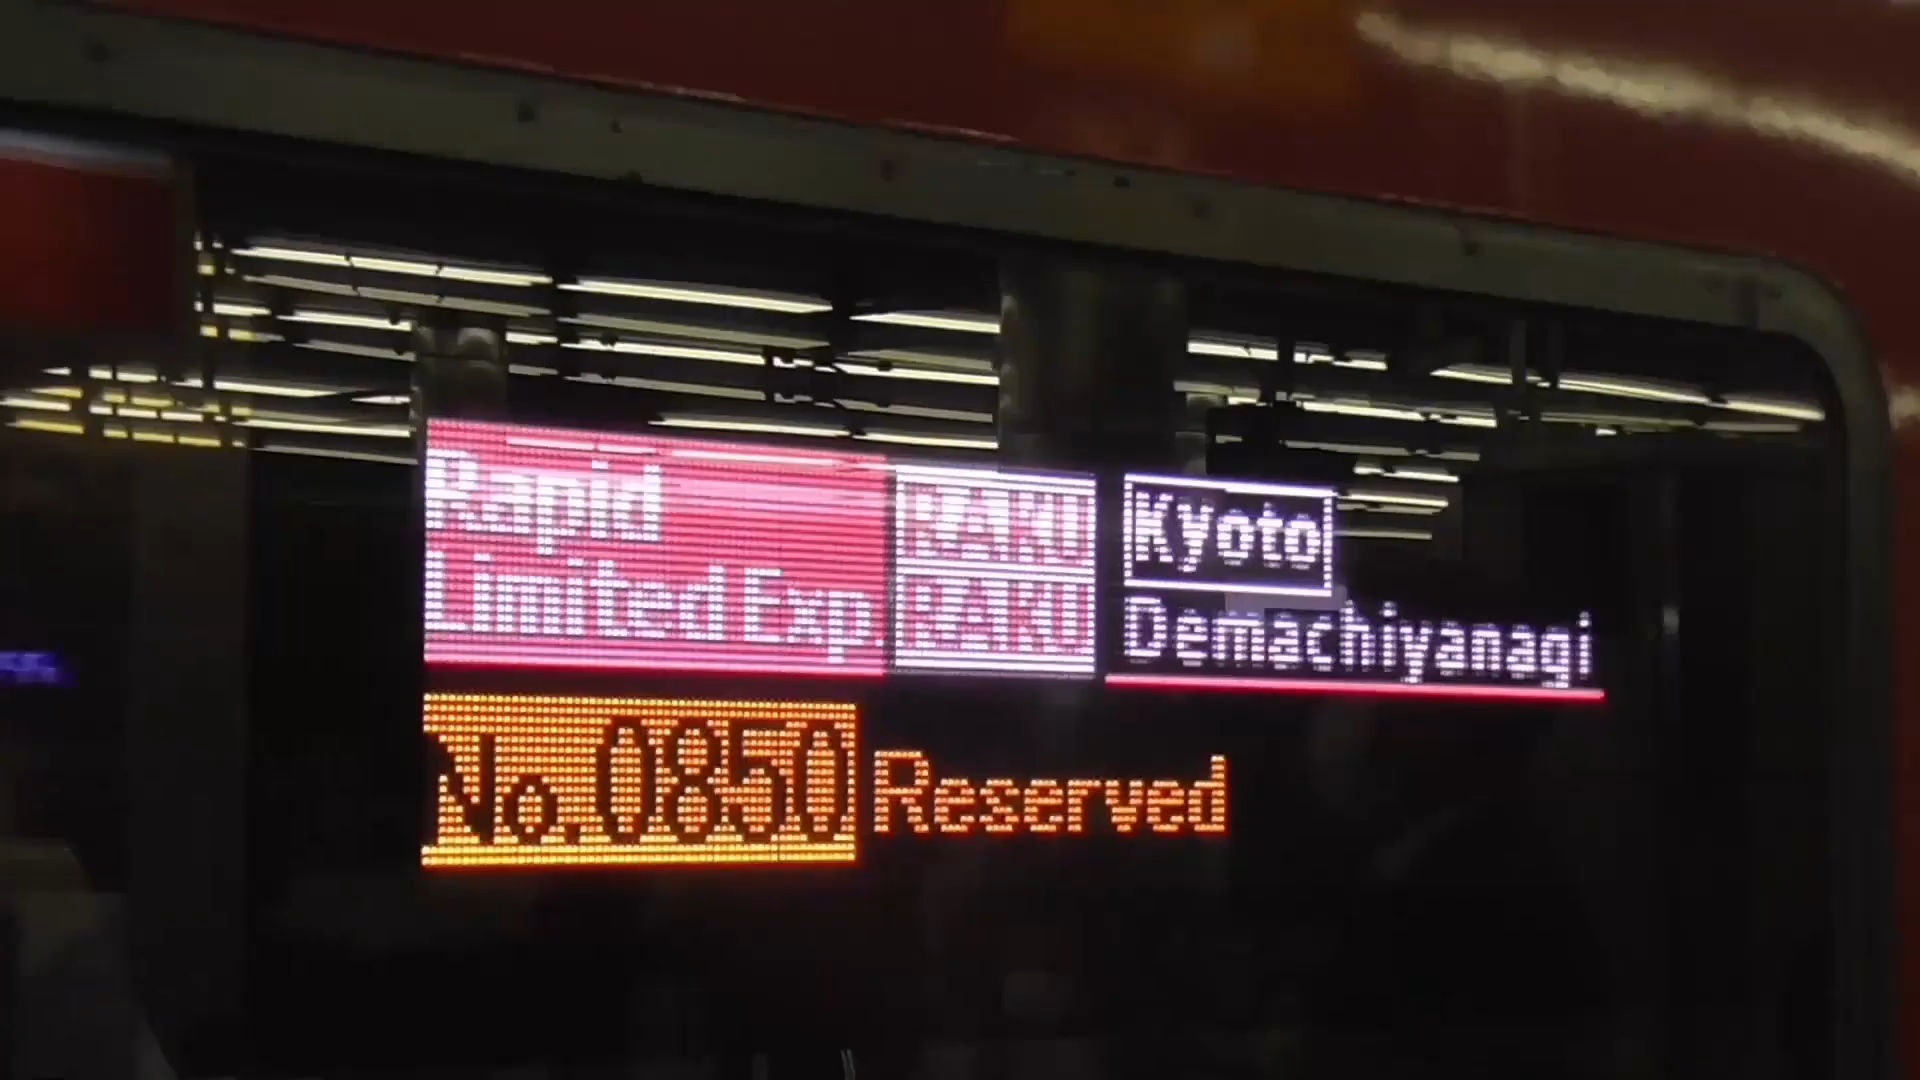 Rapid
Limited Exp.
RAKU
RAKU
Kyoto
Demachiyanagi
No.0850 Reserved